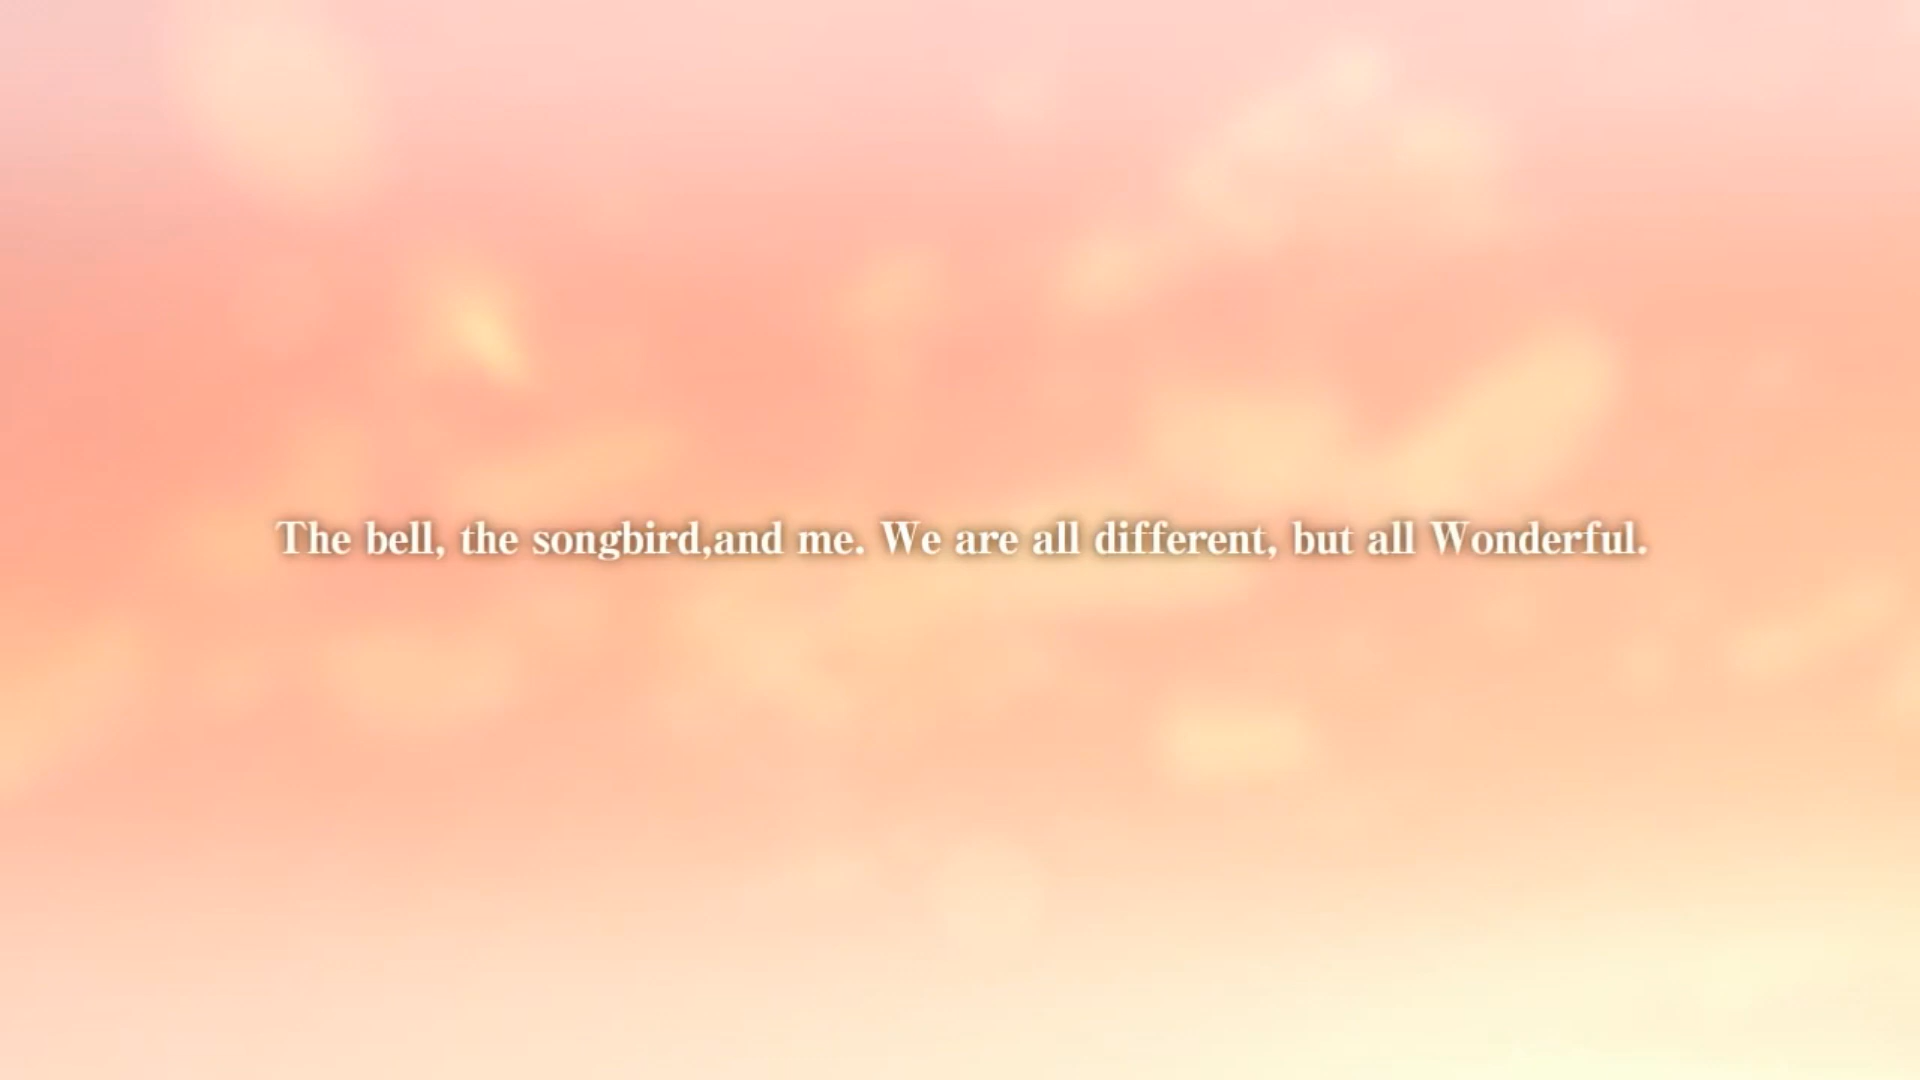 The bell, the songbird,and me. We are all different, but all Wonderful.